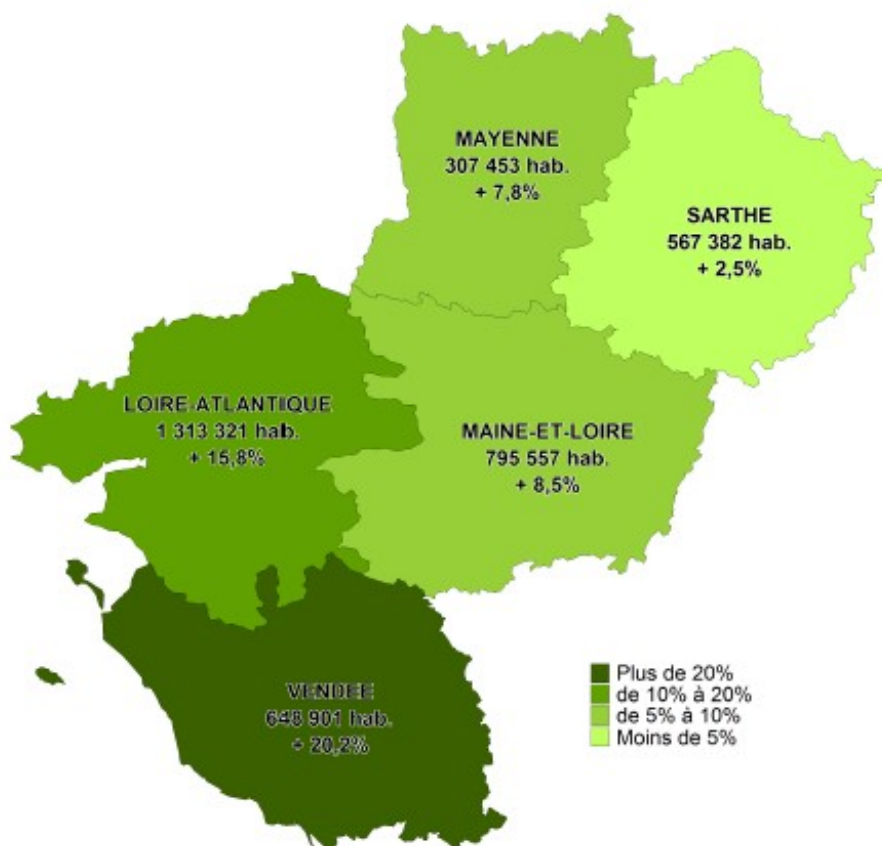 MAYENNE
307 453 hab.
+ 7,8%
SARTHE
567 382 hab.
+ 2,5%
LOIRE-ATLANTIQUE
1 313 321 hab.
+ 15,8%
MAINE-ET-LOIRE
795 557 hab.
+ 8,5%
VENDEE
648 901 hab.
+ 20,2%
Plus de 20%
de 10% à 20%
de 5% à 10%
Moins de 5%